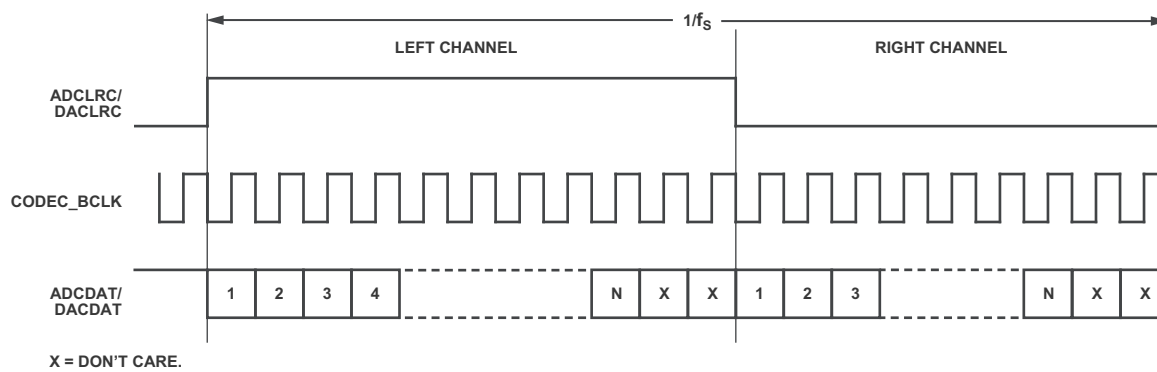 1/fS
LEFT CHANNEL
RIGHT CHANNEL
ADCLRC/
DACLRC
CODEC_BCLK
ADCDAT/
DACDAT
1 2 3 4 N X X 1 2 3 N X X
X = DON'T CARE.